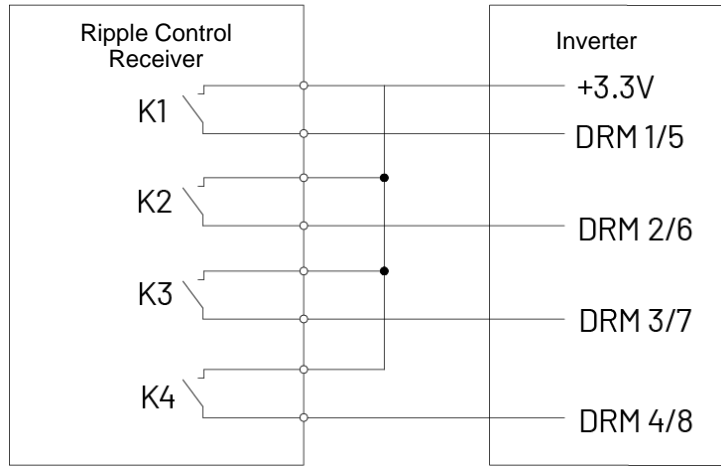 Ripple Control
Receiver
Inverter
+3.3V
K1
DRM 1/5
K2
DRM 2/6
K3
DRM 3/7
K4
DRM 4/8